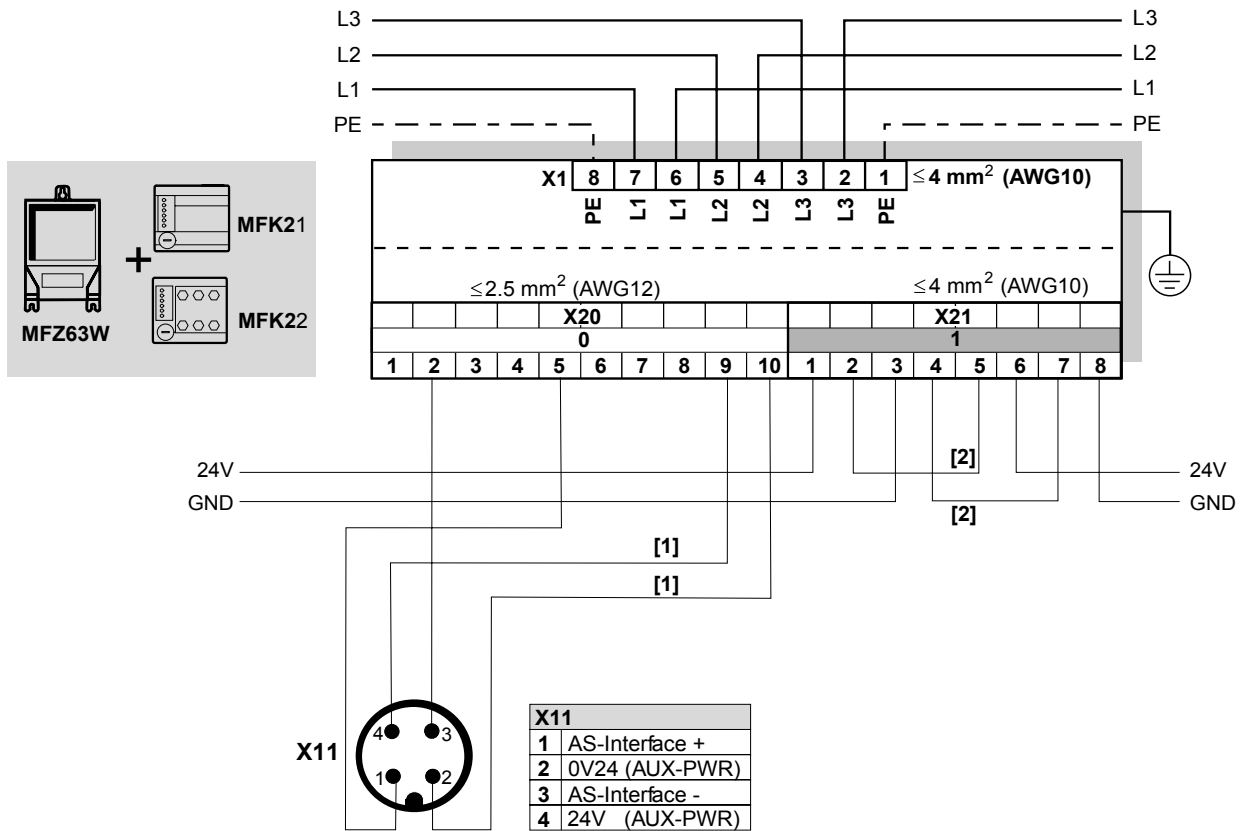 L3 L3
L2 L2
L1 L1
PE PE
X1 8 7 6 5 4 3 2 1 ≤4 mm² (AWG10)
PE L1 L1 L2 L2 L3 L3 PE
MFK21
+
MFK22
MFZ63W
≤2.5 mm² (AWG12) ≤4 mm² (AWG10)
X20 X21
0 1
1 2 3 4 5 6 7 8 9 10 1 2 3 4 5 6 7 8
24V [2] 24V
GND GND
[2]
[1]
[1]
X11
4 3
1 2
X11
1 AS-Interface +
2 0V24 (AUX-PWR)
3 AS-Interface -
4 24V (AUX-PWR)